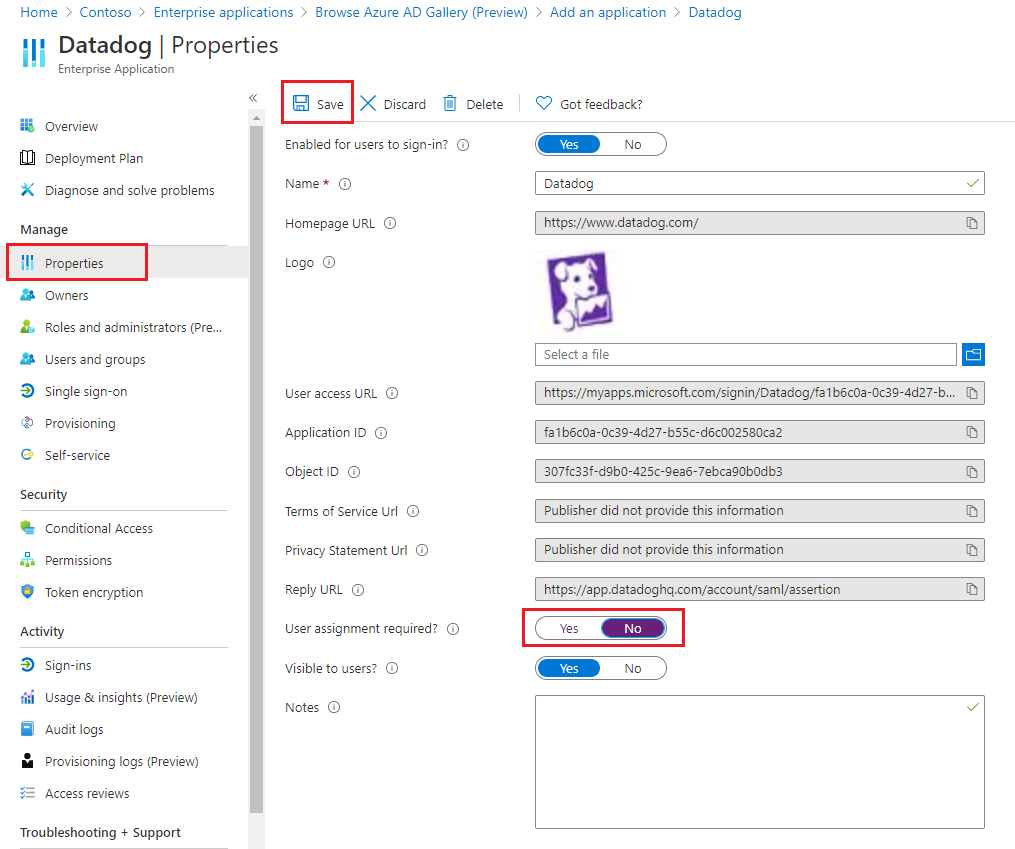 Home > Contoso > Enterprise applications > Browse Azure AD Gallery (Preview) > Add an application > Datadog
Datadog | Properties
Enterprise Application
«
Overview
Deployment Plan
Diagnose and solve problems
Manage
Properties
Owners
Roles and administrators (Pre...
Users and groups
Single sign-on
Provisioning
Self-service
Security
Conditional Access
Permissions
Token encryption
Activity
Sign-ins
Usage & insights (Preview)
Audit logs
Provisioning logs (Preview)
Access reviews
Troubleshooting + Support
Save Discard Delete Got feedback?
Enabled for users to sign-in? Yes No
Name * Datadog
Homepage URL https://www.datadog.com/
Logo
Select a file
User access URL https://myapps.microsoft.com/signin/Datadog/fa1b6c0a-0c39-4d27-b...
Application ID fa1b6c0a-0c39-4d27-b55c-d6c002580ca2
Object ID 307fc33f-d9b0-425c-9ea6-7ebca90b0db3
Terms of Service Url Publisher did not provide this information
Privacy Statement Url Publisher did not provide this information
Reply URL https://app.datadoghq.com/account/saml/assertion
User assignment required? Yes No
Visible to users? Yes No
Notes